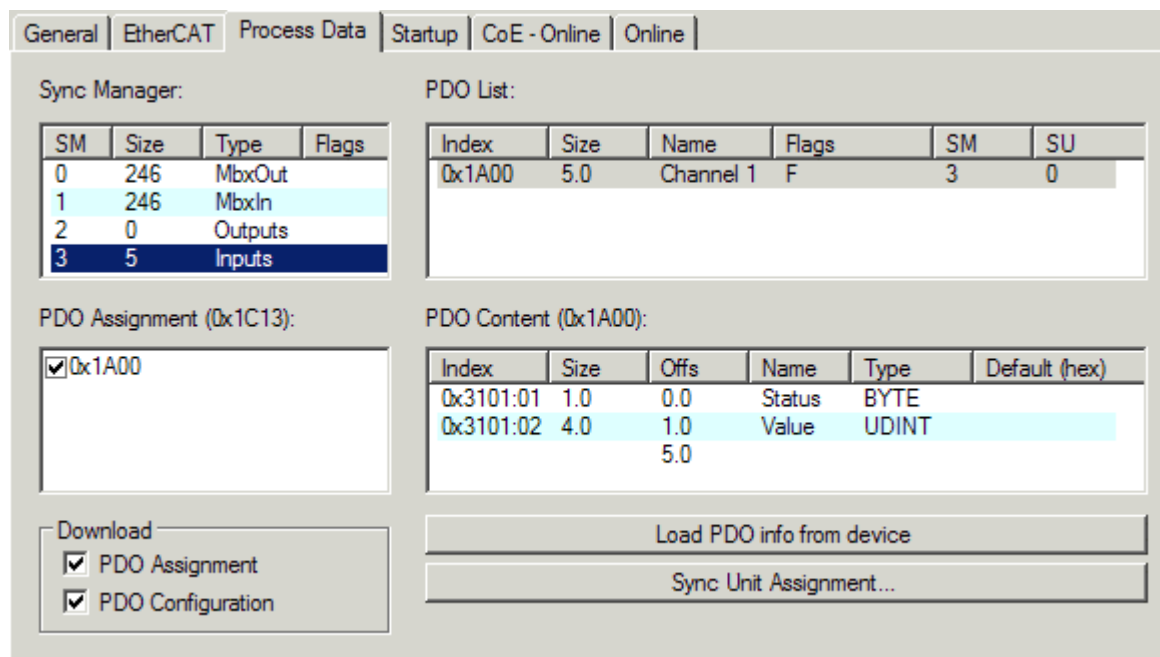 General EtherCAT Process Data Startup CoE - Online Online
Sync Manager:
SM Size Type Flags
0 246 MbxOut
1 246 MbxIn
2 0 Outputs
3 5 Inputs
PDO List:
Index Size Name Flags SM SU
0x1A00 5.0 Channel 1 F 3 0
PDO Assignment (0x1C13):
0x1A00
PDO Content (0x1A00):
Index Size Offs Name Type Default (hex)
0x3101:01 1.0 0.0 Status BYTE
0x3101:02 4.0 1.0 Value UDINT
5.0
Download
PDO Assignment
PDO Configuration
Load PDO info from device
Sync Unit Assignment...